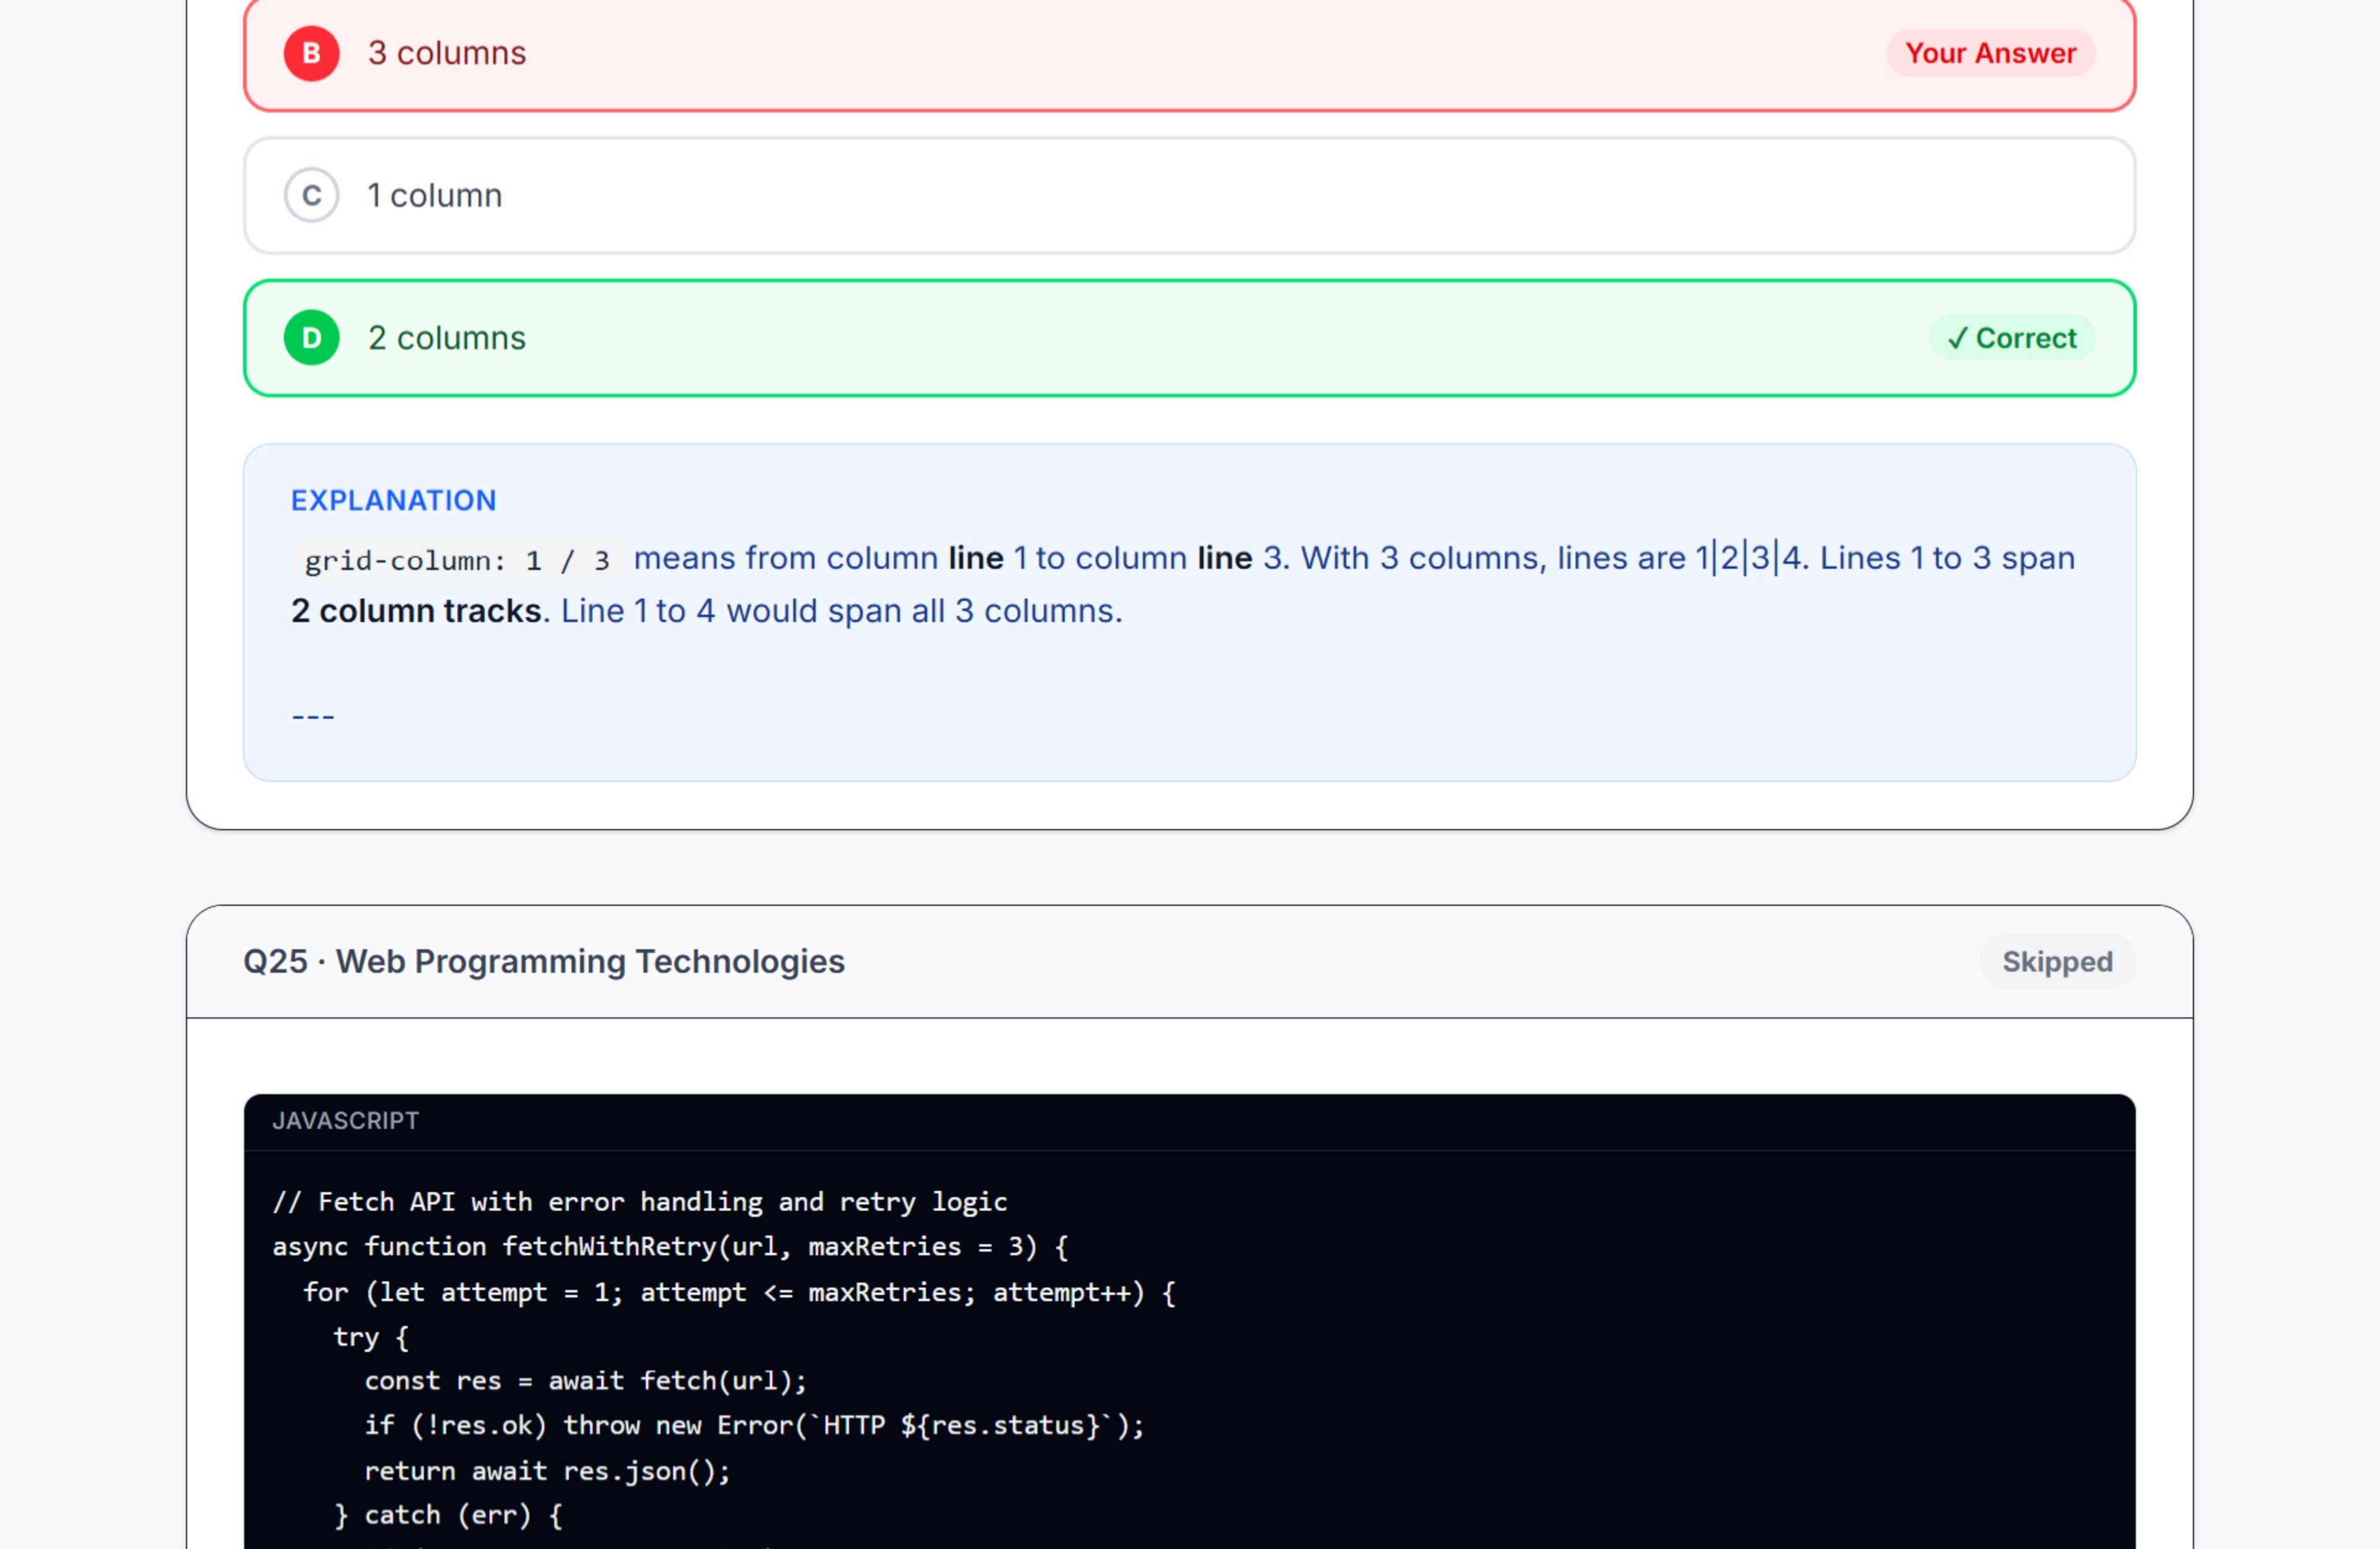 B 3 columns Your Answer
C 1 column
D 2 columns ✓ Correct
EXPLANATION
grid-column: 1 / 3 means from column line 1 to column line 3. With 3 columns, lines are 1|2|3|4. Lines 1 to 3 span
2 column tracks. Line 1 to 4 would span all 3 columns.
---
Q25 · Web Programming Technologies Skipped
JAVASCRIPT
// Fetch API with error handling and retry logic
async function fetchWithRetry(url, maxRetries = 3) {
  for (let attempt = 1; attempt <= maxRetries; attempt++) {
    try {
      const res = await fetch(url);
      if (!res.ok) throw new Error(`HTTP ${res.status}`);
      return await res.json();
    } catch (err) {